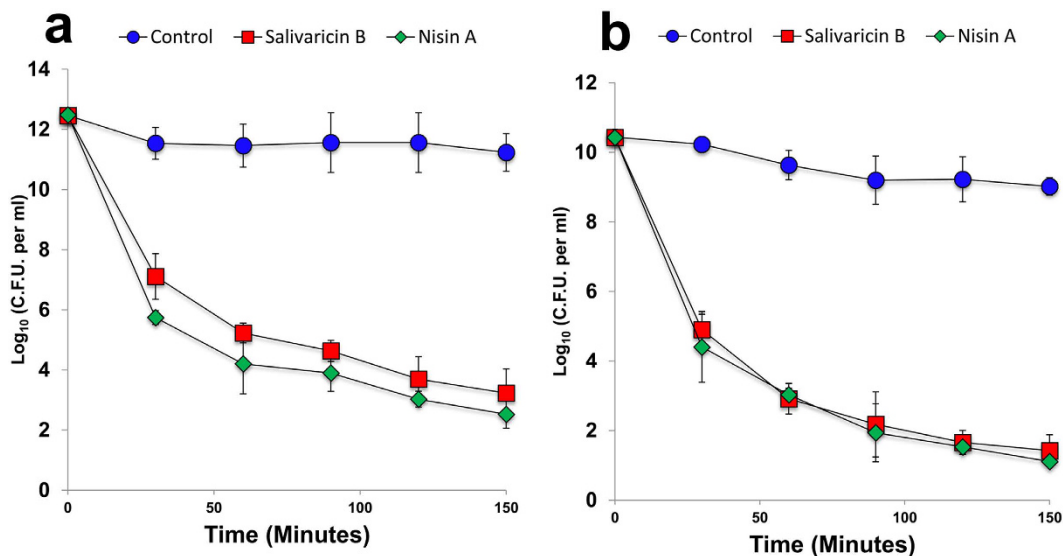 a
Control Salivaricin B Nisin A
14
12
10
8
6
4
2
0
Log₁₀ (C.F.U. per ml)
0 50 100 150
Time (Minutes)
b
Control Salivaricin B Nisin A
12
10
8
6
4
2
0
Log₁₀ (C.F.U. per ml)
0 50 100 150
Time (Minutes)